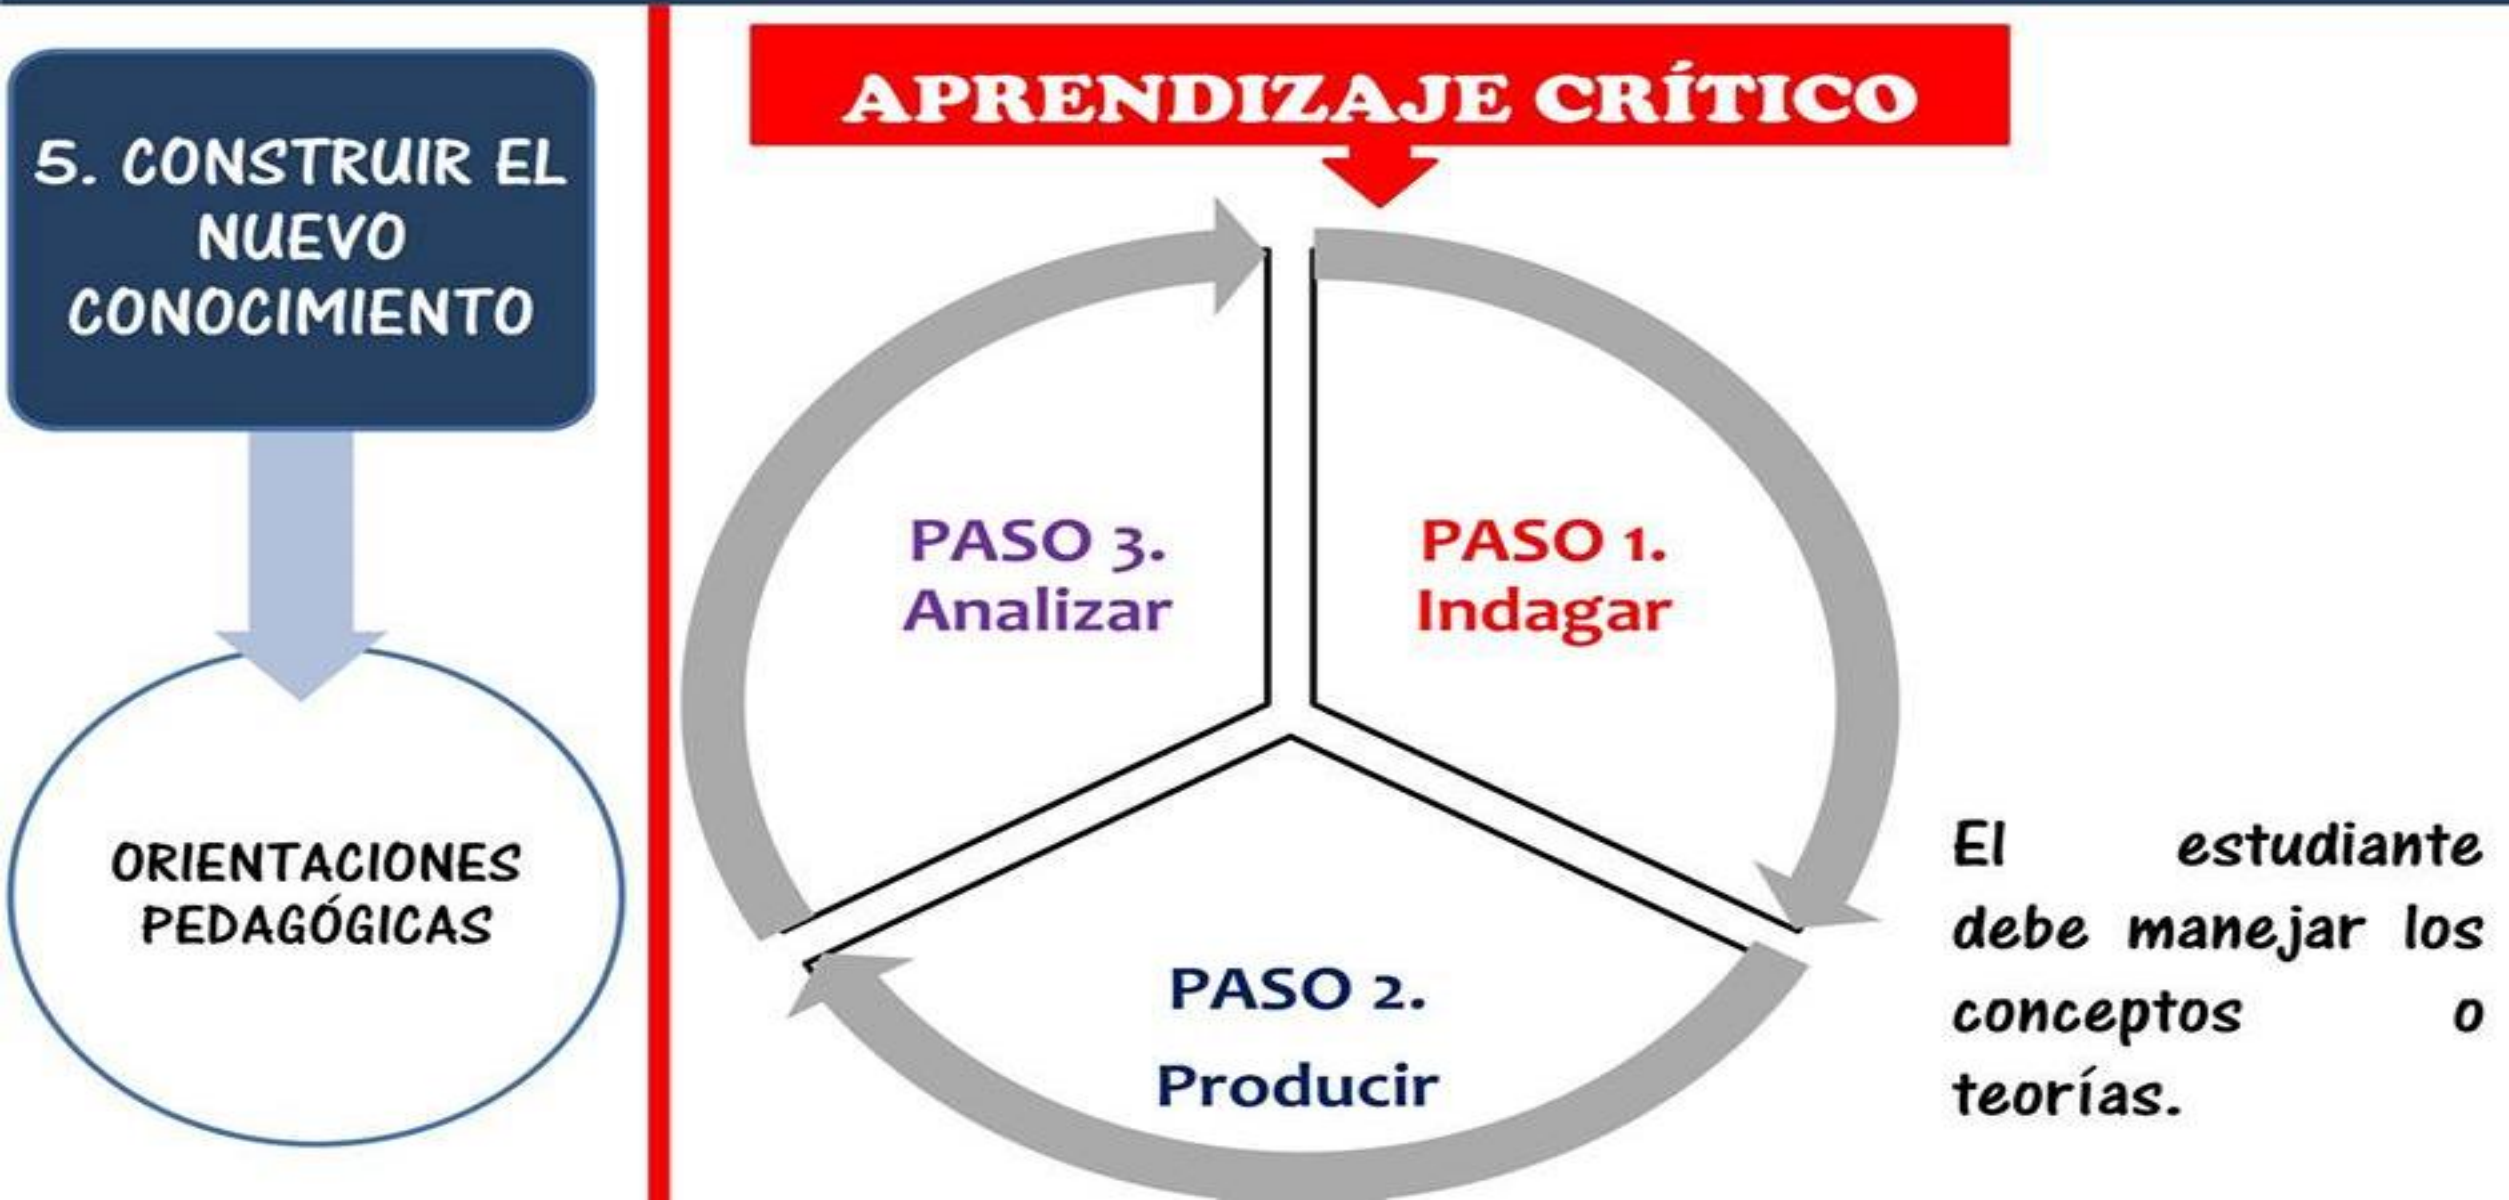 5. CONSTRUIR EL
NUEVO
CONOCIMIENTO
ORIENTACIONES
PEDAGÓGICAS
APRENDIZAJE CRÍTICO
PASO 1.
Indagar
PASO 2.
Producir
PASO 3.
Analizar
El estudiante
debe manejar los
conceptos o
teorías.